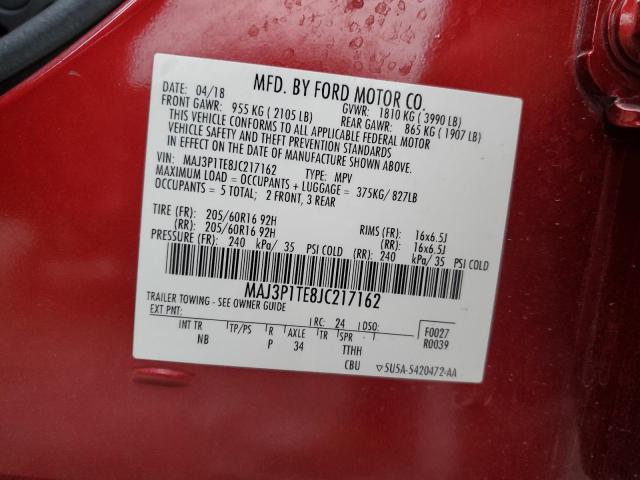 MFD. BY FORD MOTOR CO.
DATE: 04/18 GVWR: 1810 KG ( 3990 LB)
FRONT GAWR: 955 KG ( 2105 LB) REAR GAWR: 865 KG ( 1907 LB)
THIS VEHICLE CONFORMS TO ALL APPLICABLE FEDERAL MOTOR
VEHICLE SAFETY AND THEFT PREVENTION STANDARDS
IN EFFECT ON THE DATE OF MANUFACTURE SHOWN ABOVE.
VIN: MAJ3P1TE8JC217162 TYPE: MPV
MAXIMUM LOAD = OCCUPANTS + LUGGAGE = 375KG/ 827LB
OCCUPANTS = 5 TOTAL; 2 FRONT, 3 REAR
TIRE (FR): 205/60R16 92H RIMS (FR): 16x6.5J
(RR): 205/60R16 92H (RR): 16x6.5J
PRESSURE (FR): 240 kPa/ 35 PSI COLD (RR): 240 kPa/ 35 PSI COLD
MAJ3P1TE8JC217162
TRAILER TOWING - SEE OWNER GUIDE
EXT PNT: RC: 24 DSO: F0027
INT TR TP/PS R AXLE TR SPR R0039
NB P 34 TTHH
CBU ▽5U5A-5420472-AA